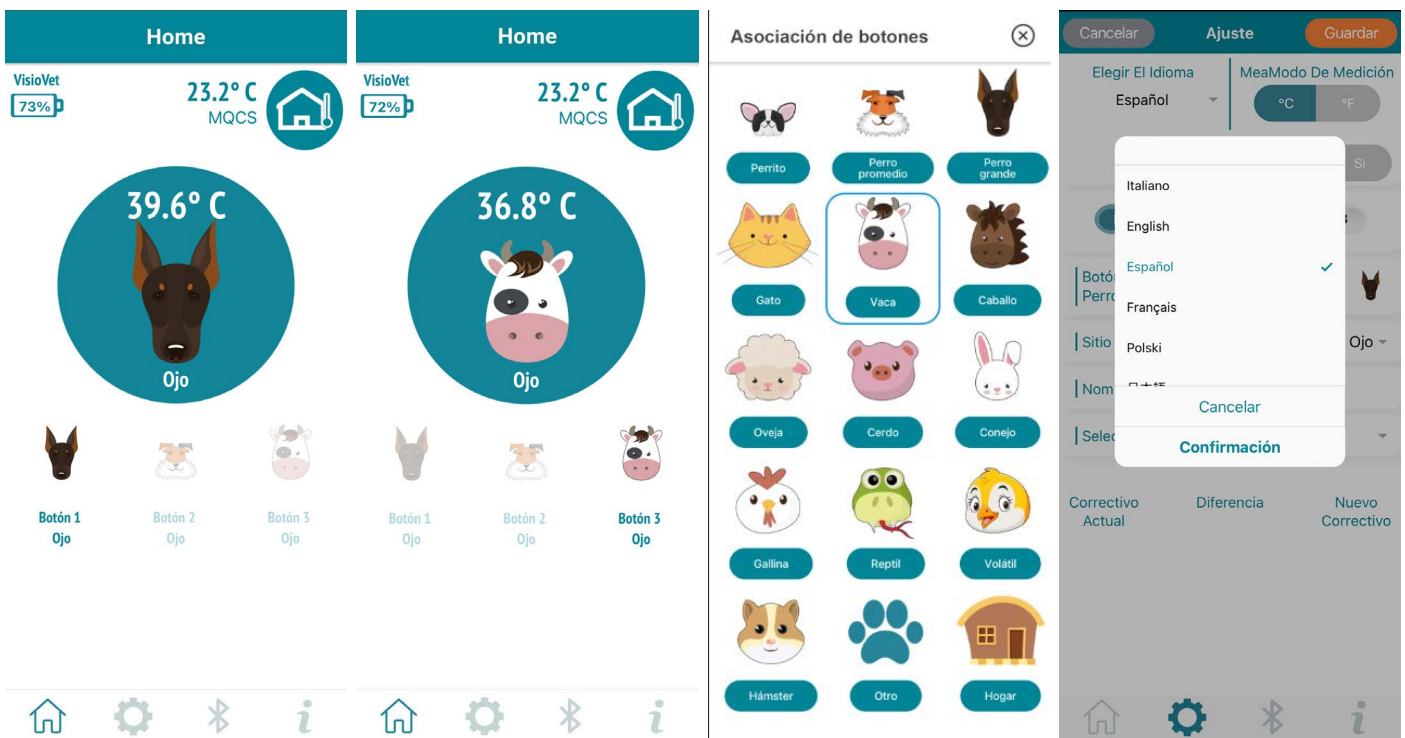 Home
VisioVet
73%
23.2° C
MQCS
39.6° C
Ojo
Botón 1
Ojo
Botón 2
Ojo
Botón 3
Ojo
Home
VisioVet
72%
23.2° C
MQCS
36.8° C
Ojo
Botón 1
Ojo
Botón 2
Ojo
Botón 3
Ojo
Asociación de botones
Perrito
Perro
promedio
Perro
grande
Gato
Vaca
Caballo
Oveja
Cerdo
Conejo
Gallina
Reptil
Volátil
Hámster
Otro
Hogar
Cancelar
Ajuste
Guardar
Elegir El Idioma
Español
MeaModo De Medición
°C
°F
Si
Italiano
English
Español
Français
Polski
Cancelar
Confirmación
Sitio
Ojo
Correctivo
Actual
Diferencia
Nuevo
Correctivo